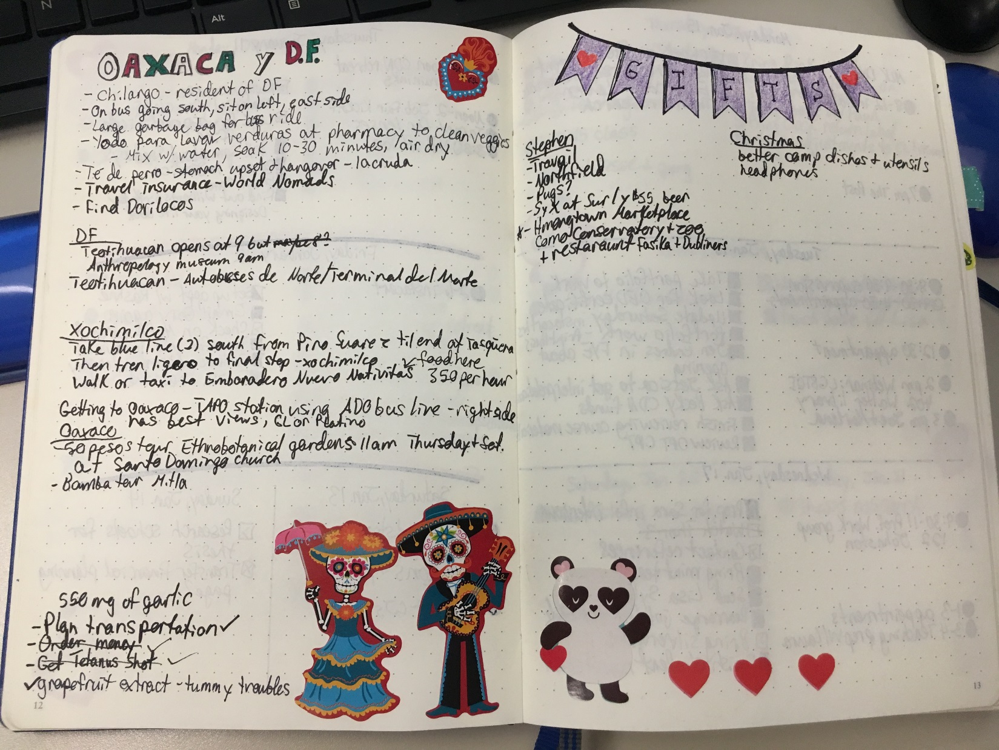 OAXACA y D.F.
- Chilango - resident of DF
- On bus going south, sit on left, east side
- Large garbage bag for bus ride
- Yodo para lavar verduras at pharmacy to clean veggies
- Mix w/ water, soak 10-30 minutes, air dry
- Te de perro - stomach upset + hangover - la cruda
- Travel insurance - World Nomads
- Find Dorilocos
DF
Teotihuacan opens at 9 but maybe 8?
Anthropology museum 9am
Teotihuacan - Autobuses de Norte/Terminal del Norte
Xochimilco
Take blue line (2) south from Pino Suarez til end at Tasquena
Then tren ligero to final stop - xochimilco food here
Walk or taxi to Embaradero Nuevo Nativitas 350 per hour
Getting to Oaxaca - TAPO station using ADO bus line - right side
has best views, GL or Platino
Oaxaca
-50 pesos tour Ethnobotanical gardens 11am Thursday + Sat.
at Santo Domingo church
- Bamba tour Mitla
550 mg of garlic
- Plan transportation ✓
- Order money ✓
- Get Tetanus shot ✓
✓ grapefruit extract - tummy troubles
12
GIFTS
Stephen
- Travail
- Northfield
- Pugs?
- SyX at Surly $55 beer
* - Hmongtown Marketplace
Como Conservatory + zoo
+ restaraunt Fasika + Dubliners
Christmas
better camp dishes + utensils
headphones
13
Alt
N